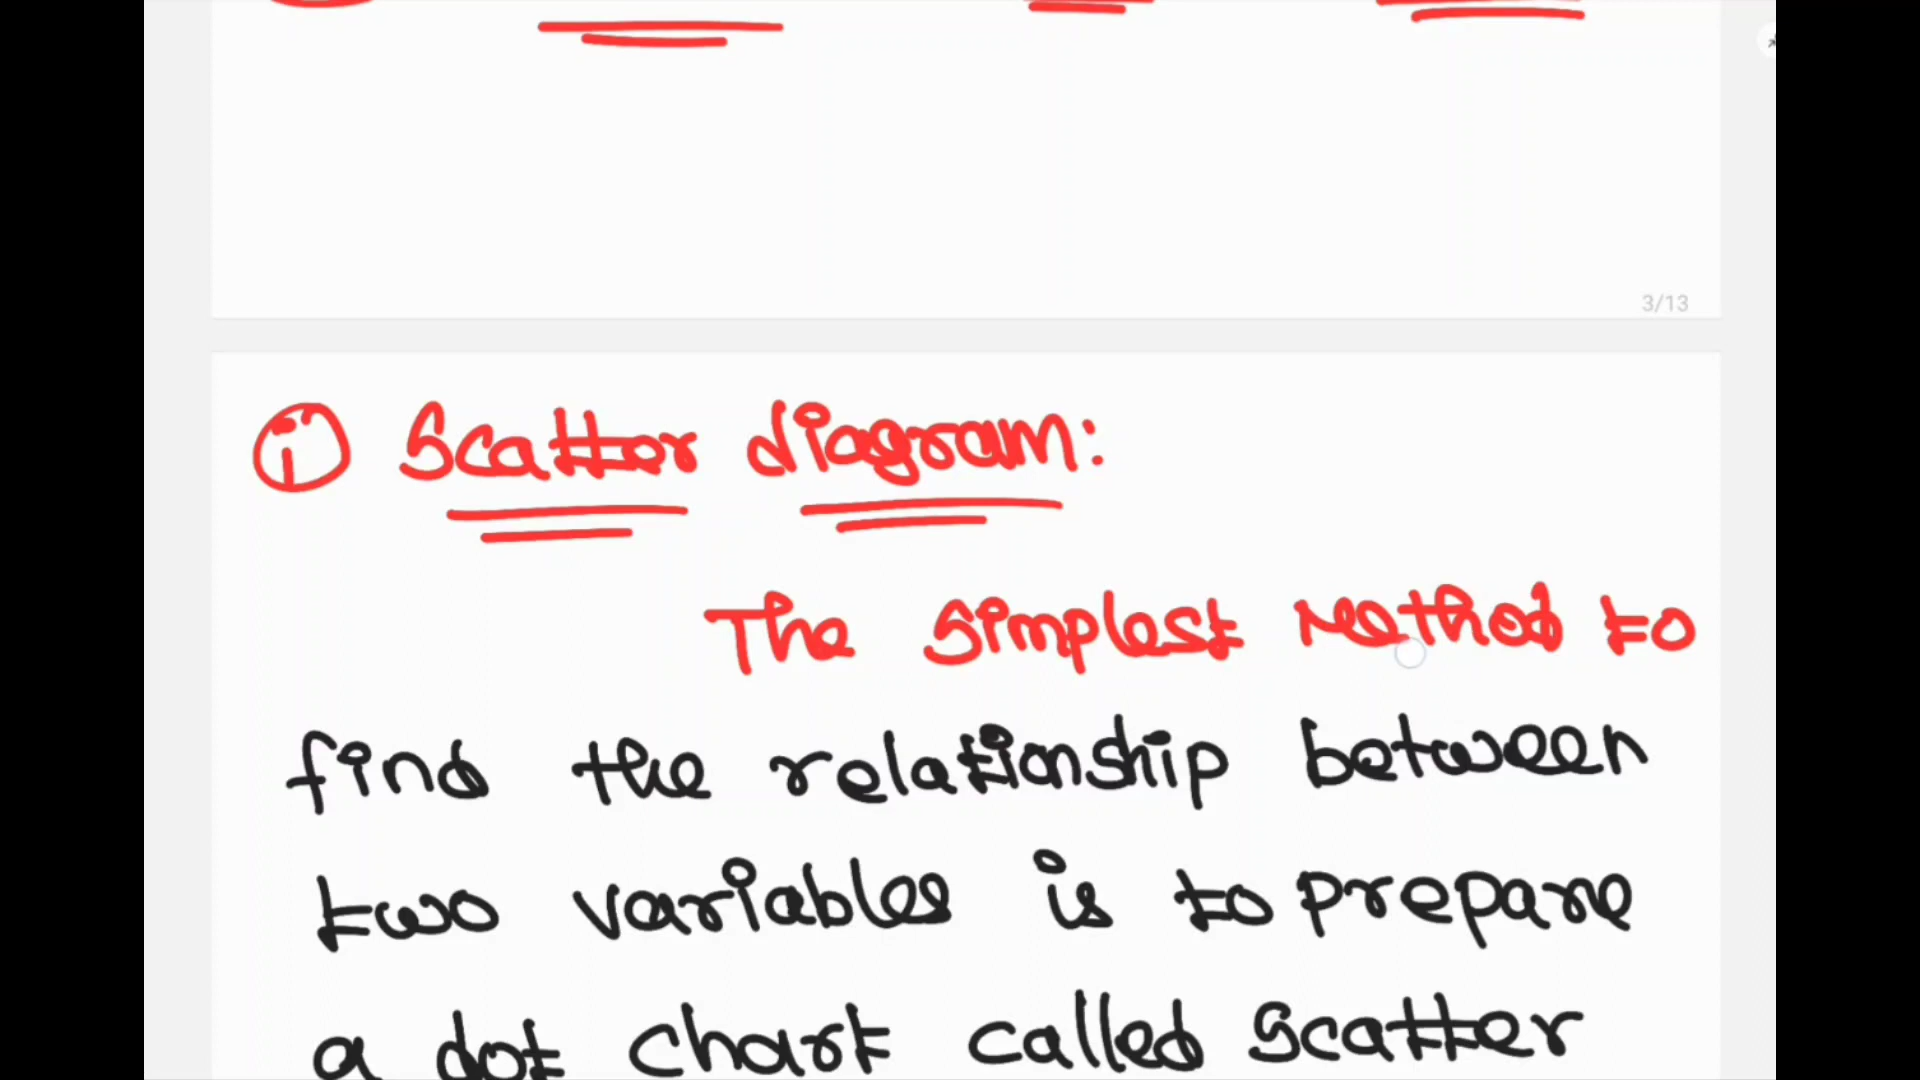 3/13
i Scatter diagram:
The simplest method to
find the relationship between
two variables is to prepare
a dot chart called scatter